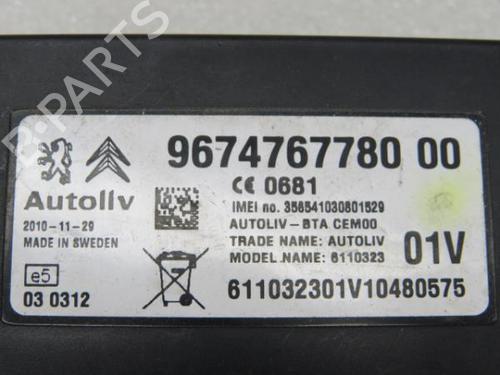 B-PARTS
9674767780 00
CE 0681
Autoliv
IMEI no. 356541030801529
2010-11-29
AUTOLIV-BTA CEM00
MADE IN SWEDEN
TRADE NAME: AUTOLIV
MODEL.NAME: 6110323
01V
e5
03 0312
611032301V10480575